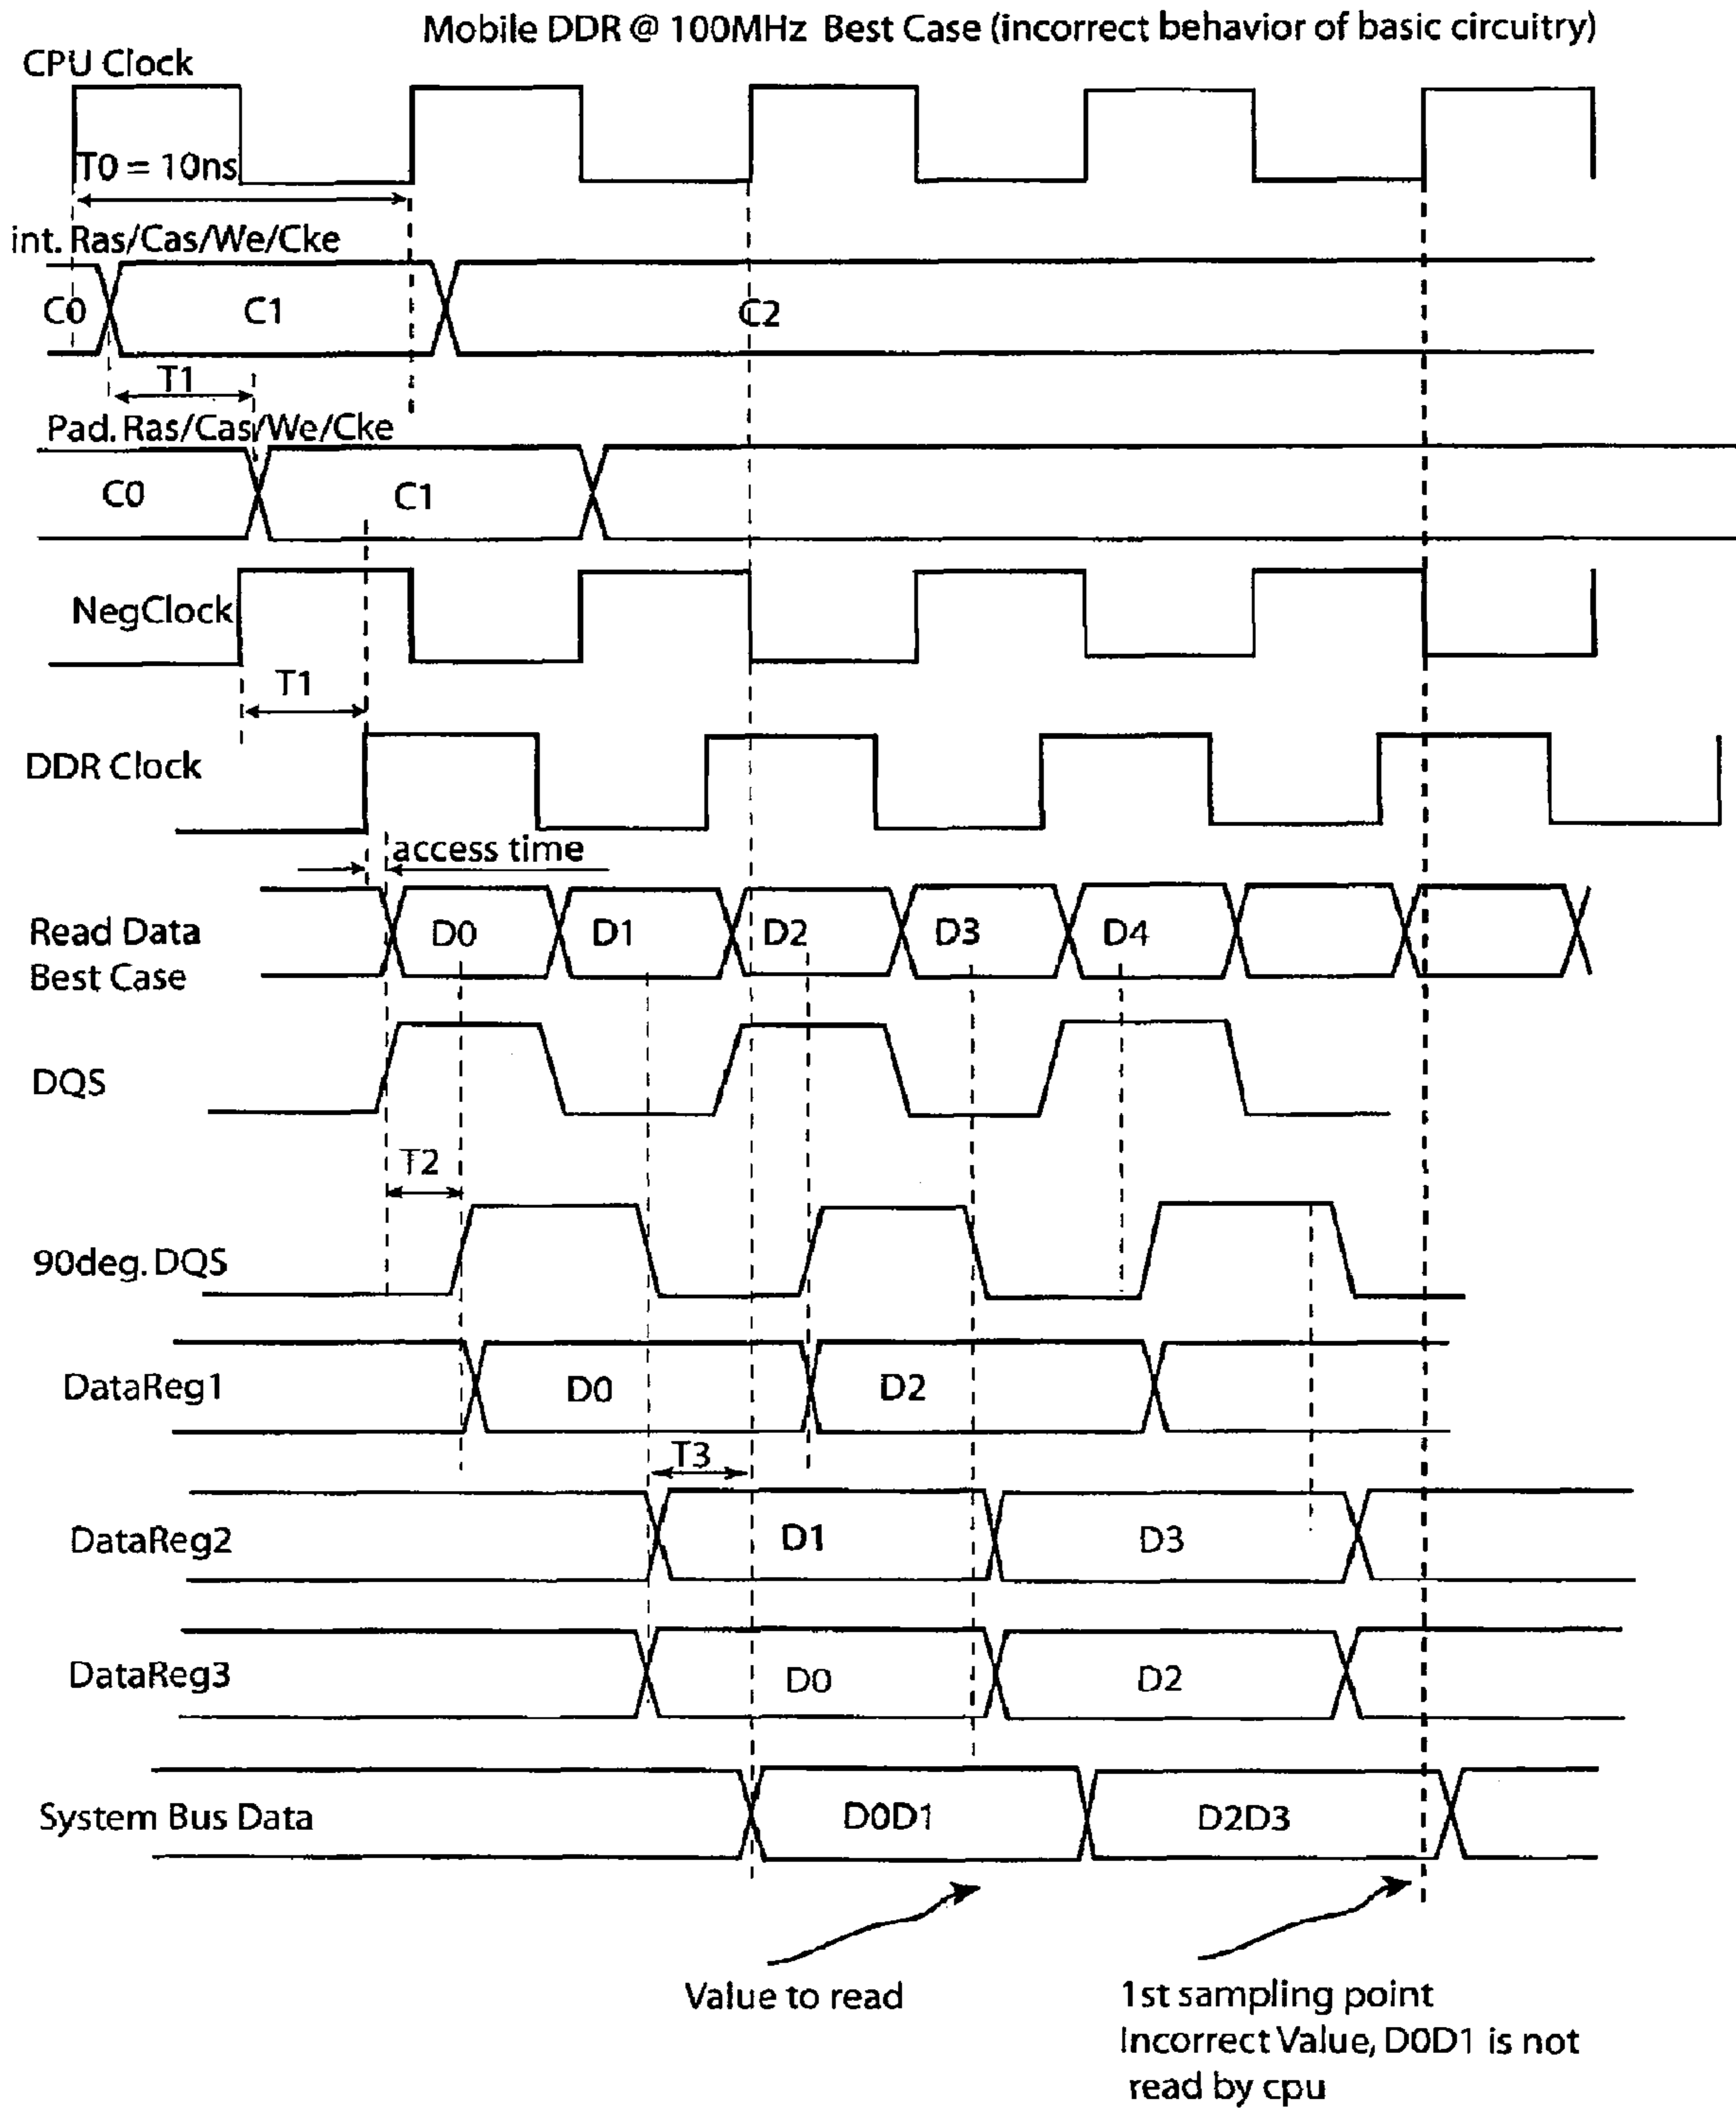 Mobile DDR @ 100MHz Best Case (incorrect behavior of basic circuitry)
CPU Clock
T0 = 10ns
int. Ras/Cas/We/Cke
C0 C1 C2
T1
Pad. Ras/Cas/We/Cke
C0 C1
NegClock
T1
DDR Clock
access time
Read Data
Best Case
D0 D1 D2 D3 D4
DQS
T2
90deg. DQS
DataReg1 D0 D2
T3
DataReg2 D1 D3
DataReg3 D0 D2
System Bus Data D0D1 D2D3
Value to read
1st sampling point
Incorrect Value, D0D1 is not
read by cpu